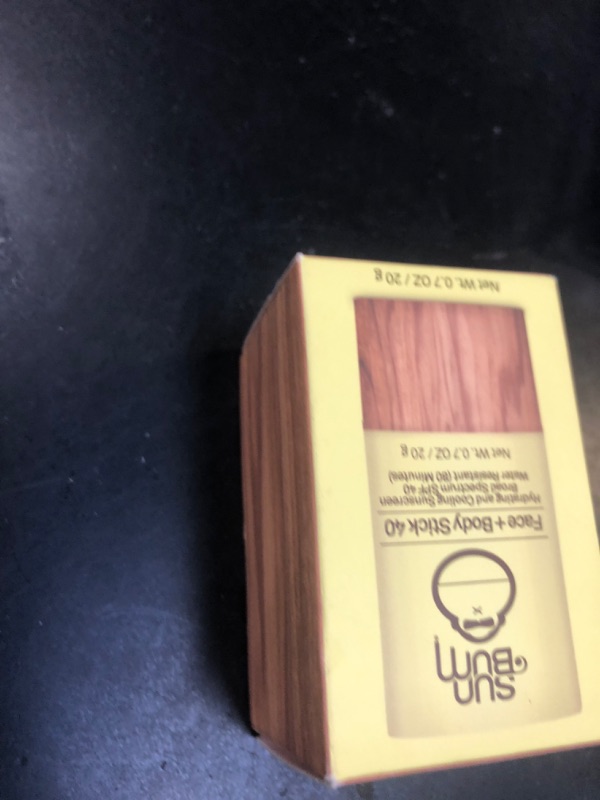 SUN
BUM
Face + Body Stick 40
Hydrating and Cooling Sunscreen
Broad Spectrum SPF 40
Water Resistant (80 Minutes)
Net Wt. 0.7 OZ / 20 g
Net Wt. 0.7 OZ / 20 g